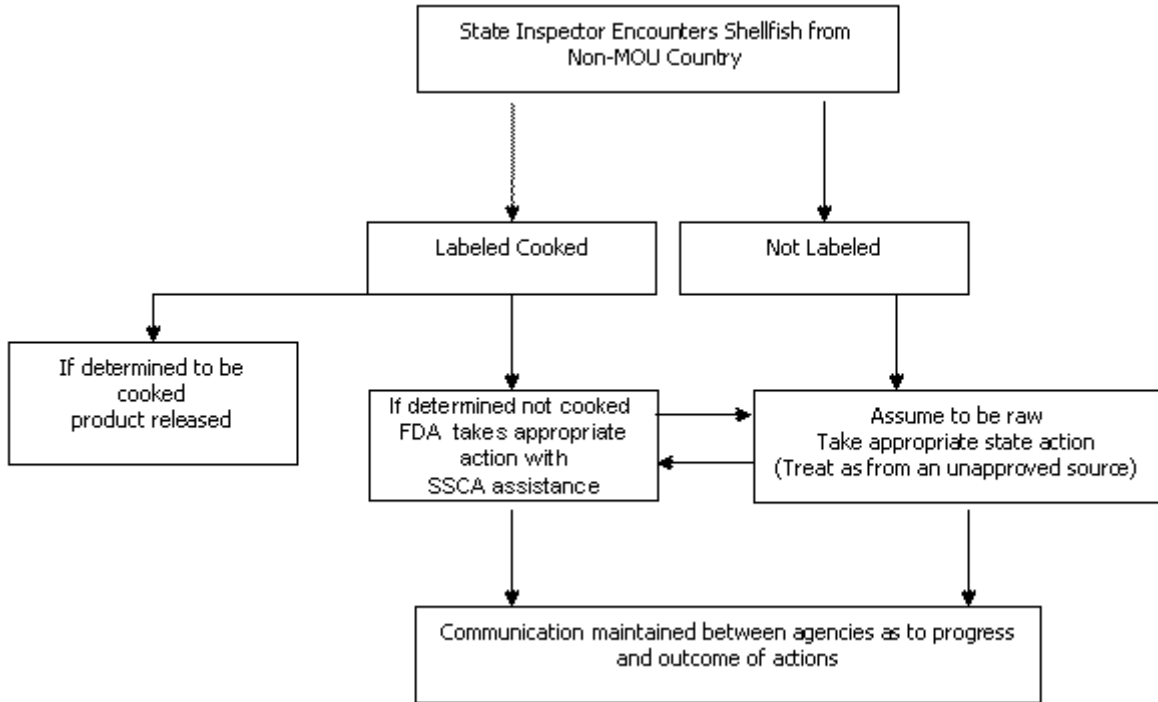 State Inspector Encounters Shellfish from
Non-MOU Country
Labeled Cooked
Not Labeled
If determined to be
cooked
product released
If determined not cooked
FDA takes appropriate
action with
SSCA assistance
Assume to be raw
Take appropriate state action
(Treat as from an unapproved source)
Communication maintained between agencies as to progress
and outcome of actions